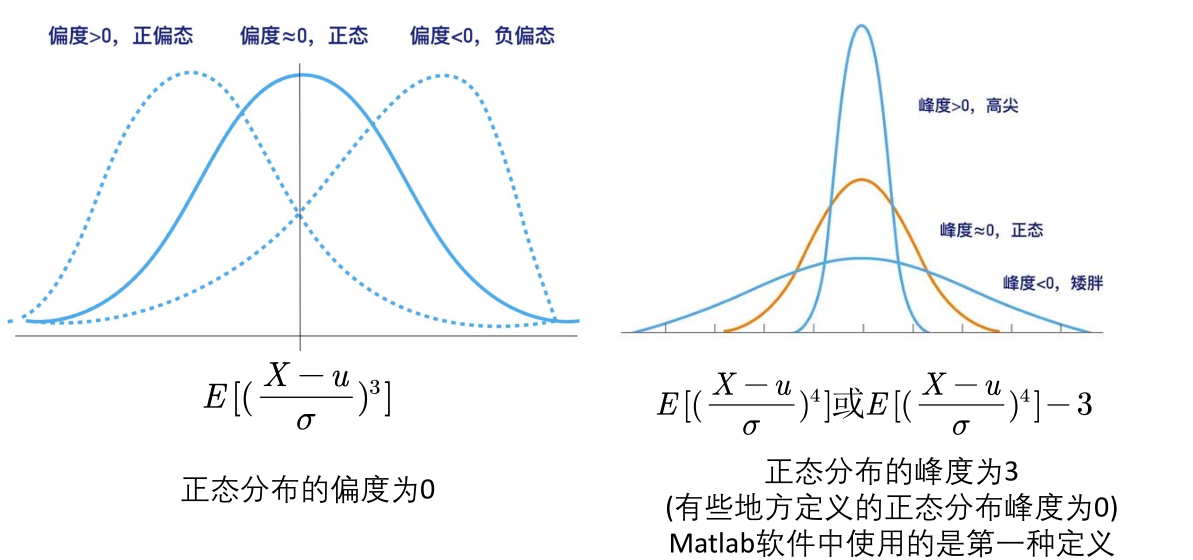 偏度>0，正偏态
偏度≈0，正态
偏度<0，负偏态
E[(\frac{X-u}{σ})^3]
正态分布的偏度为0
峰度>0，高尖
峰度≈0，正态
峰度<0，矮胖
E[(\frac{X-u}{σ})^4]或E[(\frac{X-u}{σ})^4]-3
正态分布的峰度为3
(有些地方定义的正态分布峰度为0)
Matlab软件中使用的是第一种定义